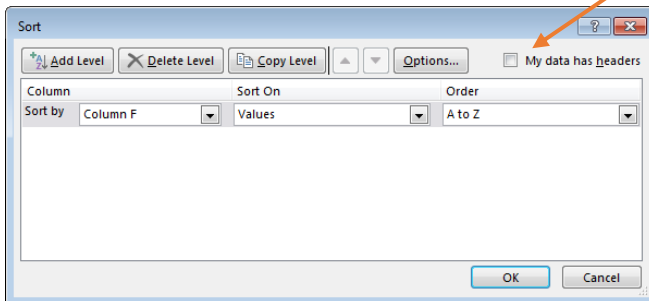 Sort
Add Level Delete Level Copy Level Options... My data has headers
Column Sort On Order
Sort by Column F Values A to Z
OK Cancel